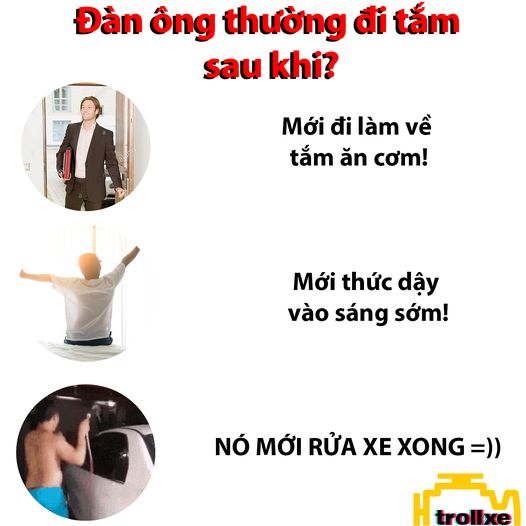 Đàn ông thường đi tắm
sau khi?
Mới đi làm về
tắm ăn cơm!
Mới thức dậy
vào sáng sớm!
NÓ MỚI RỬA XE XONG =))
trollxe